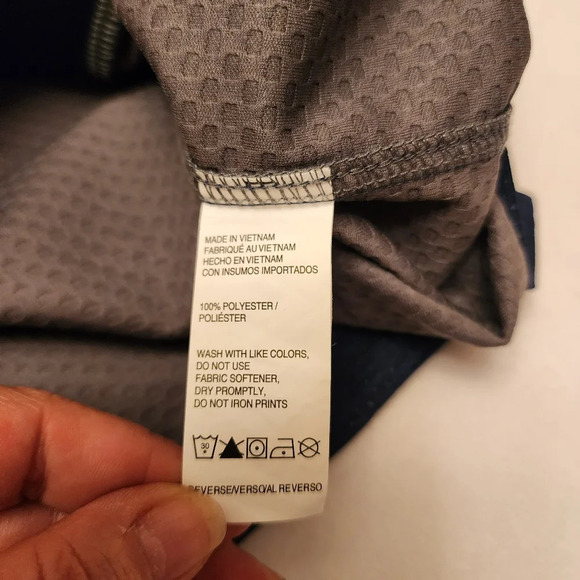 MADE IN VIETNAM
FABRIQUÉ AU VIETNAM
HECHO EN VIETNAM
CON INSUMOS IMPORTADOS
100% POLYESTER /
POLIÉSTER
WASH WITH LIKE COLORS,
DO NOT USE
FABRIC SOFTENER,
DRY PROMPTLY,
DO NOT IRON PRINTS
30
P
EVERSE/VERSO/AL REVERSO